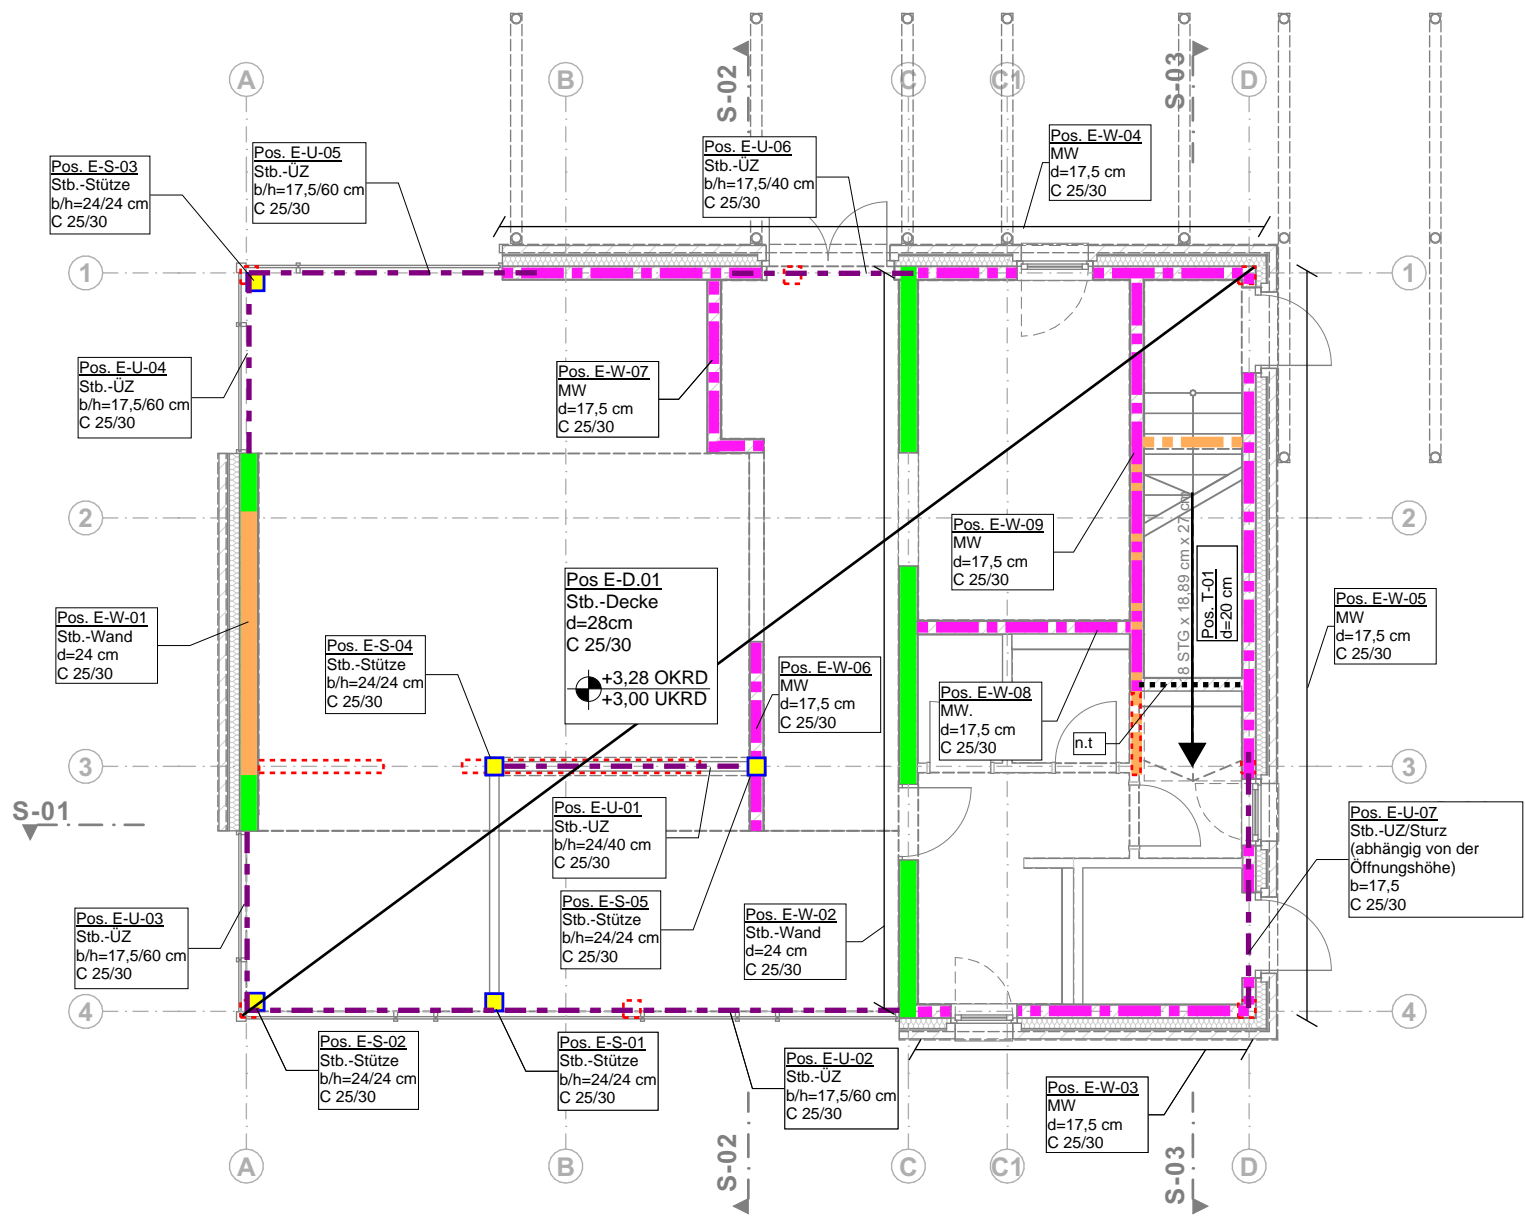 A
B
S-02
C
C1
S-03
D
Pos. E-S-03
Stb.-Stütze
b/h=24/24 cm
C 25/30
Pos. E-U-05
Stb.-ÜZ
b/h=17,5/60 cm
C 25/30
Pos. E-U-06
Stb.-ÜZ
b/h=17,5/40 cm
C 25/30
Pos. E-W-04
MW
d=17,5 cm
C 25/30
1
1
Pos. E-U-04
Stb.-ÜZ
b/h=17,5/60 cm
C 25/30
Pos. E-W-07
MW
d=17,5 cm
C 25/30
2
2
Pos. E-W-09
MW
d=17,5 cm
C 25/30
8 STG x 18,89 cm x 27 cm
Pos. T-01
d=20 cm
Pos E-D.01
Stb.-Decke
d=28cm
C 25/30
+3,28 OKRD
+3,00 UKRD
Pos. E-W-01
Stb.-Wand
d=24 cm
C 25/30
Pos. E-S-04
Stb.-Stütze
b/h=24/24 cm
C 25/30
Pos. E-W-06
MW
d=17,5 cm
C 25/30
Pos. E-W-08
MW.
d=17,5 cm
C 25/30
n.t
Pos. E-W-05
MW
d=17,5 cm
C 25/30
3
3
S-01
Pos. E-U-01
Stb.-UZ
b/h=24/40 cm
C 25/30
Pos. E-U-07
Stb.-UZ/Sturz
(abhängig von der
Öffnungshöhe)
b=17,5
C 25/30
Pos. E-U-03
Stb.-ÜZ
b/h=17,5/60 cm
C 25/30
Pos. E-S-05
Stb.-Stütze
b/h=24/24 cm
C 25/30
Pos. E-W-02
Stb.-Wand
d=24 cm
C 25/30
4
4
Pos. E-S-02
Stb.-Stütze
b/h=24/24 cm
C 25/30
Pos. E-S-01
Stb.-Stütze
b/h=24/24 cm
C 25/30
Pos. E-U-02
Stb.-ÜZ
b/h=17,5/60 cm
C 25/30
Pos. E-W-03
MW
d=17,5 cm
C 25/30
A
B
S-02
C
C1
S-03
D